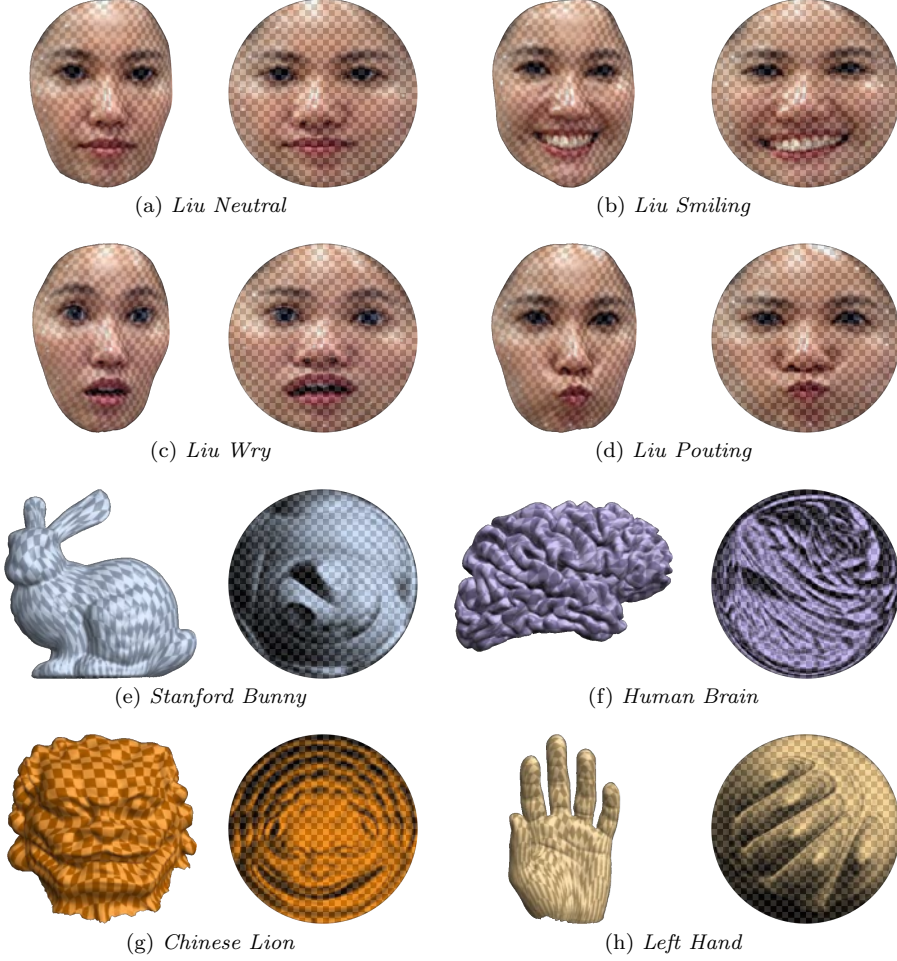 (a) Liu Neutral
(b) Liu Smiling
(c) Liu Wry
(d) Liu Pouting
(e) Stanford Bunny
(f) Human Brain
(g) Chinese Lion
(h) Left Hand